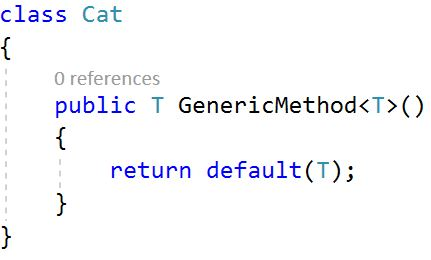 class Cat
{
0 references
public T GenericMethod<T>()
{
return default(T);
}
}